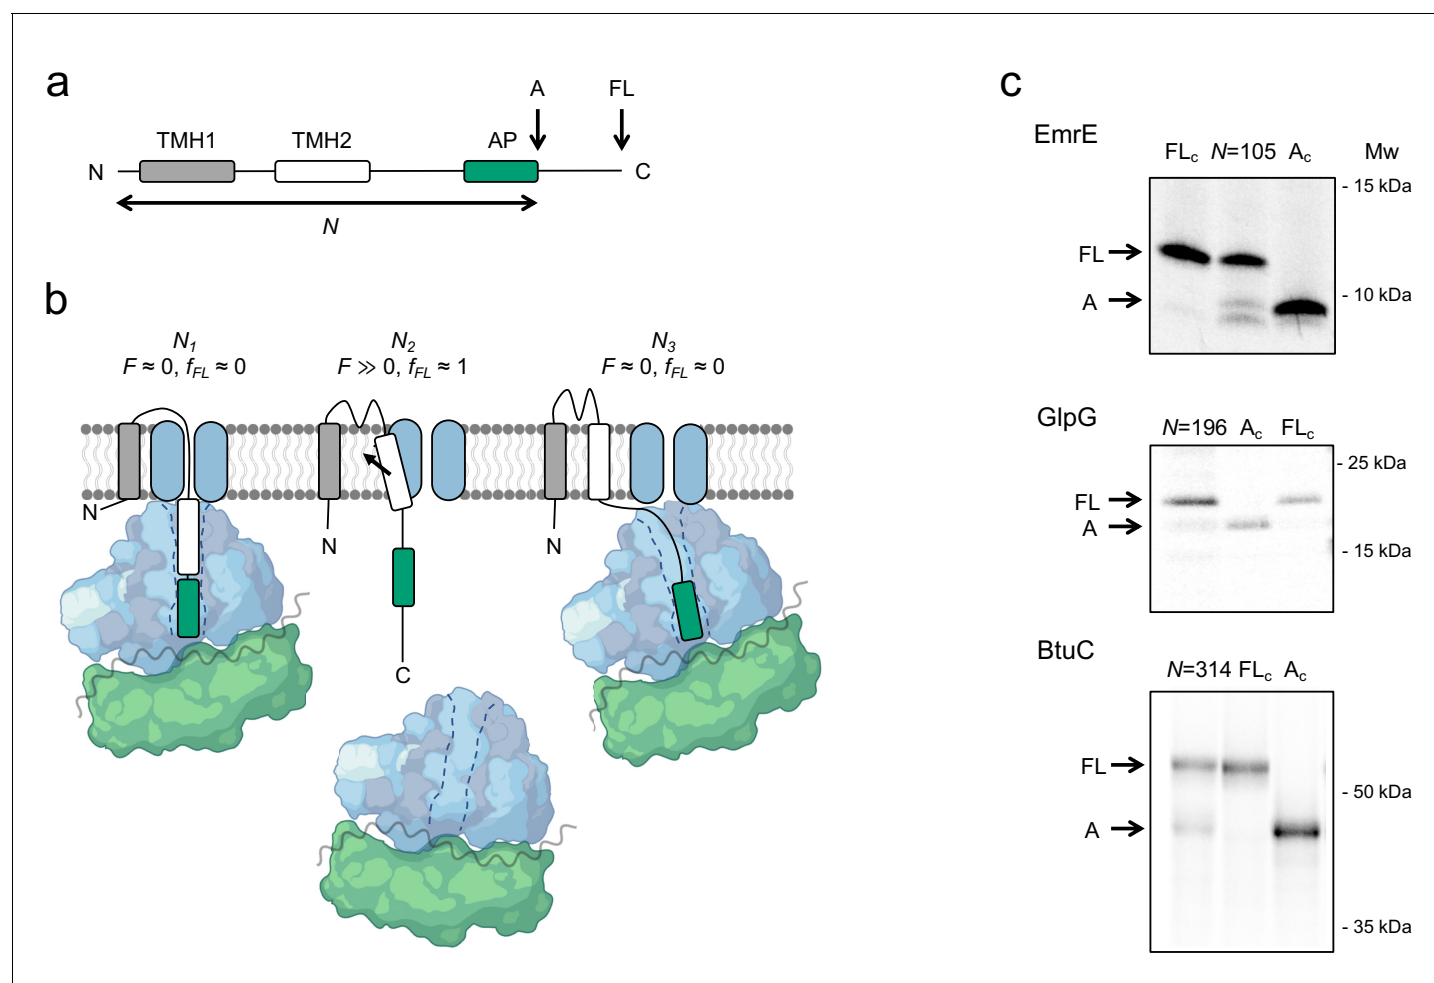 a
A FL
TMH1 TMH2 AP
N C
N
b
N1 N2 N3
F ≈ 0, fFL ≈ 0 F ≫ 0, fFL ≈ 1 F ≈ 0, fFL ≈ 0
N
N N
C
c
EmrE
FLc N=105 Ac Mw
- 15 kDa
FL
A - 10 kDa
GlpG
N=196 Ac FLc
- 25 kDa
FL
A
- 15 kDa
BtuC
N=314 FLc Ac
FL
- 50 kDa
A
- 35 kDa